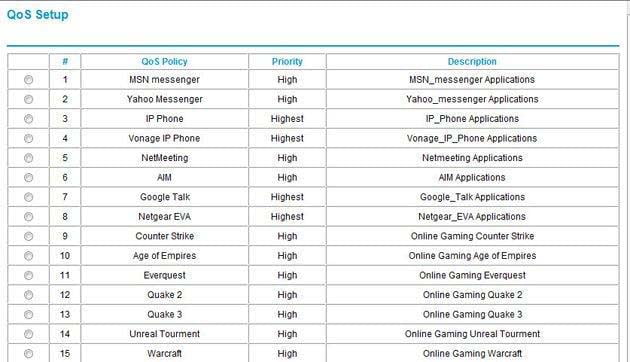 QoS Setup
# QoS Policy Priority Description
1 MSN messenger High MSN_messenger Applications
2 Yahoo Messenger High Yahoo_messenger Applications
3 IP Phone Highest IP_Phone Applications
4 Vonage IP Phone Highest Vonage_IP_Phone Applications
5 NetMeeting High Netmeeting Applications
6 AIM High AIM Applications
7 Google Talk Highest Google_Talk Applications
8 Netgear EVA Highest Netgear_EVA Applications
9 Counter Strike High Online Gaming Counter Strike
10 Age of Empires High Online Gaming Age of Empires
11 Everquest High Online Gaming Everquest
12 Quake 2 High Online Gaming Quake 2
13 Quake 3 High Online Gaming Quake 3
14 Unreal Tourment High Online Gaming Unreal Tourment
15 Warcraft High Online Gaming Warcraft